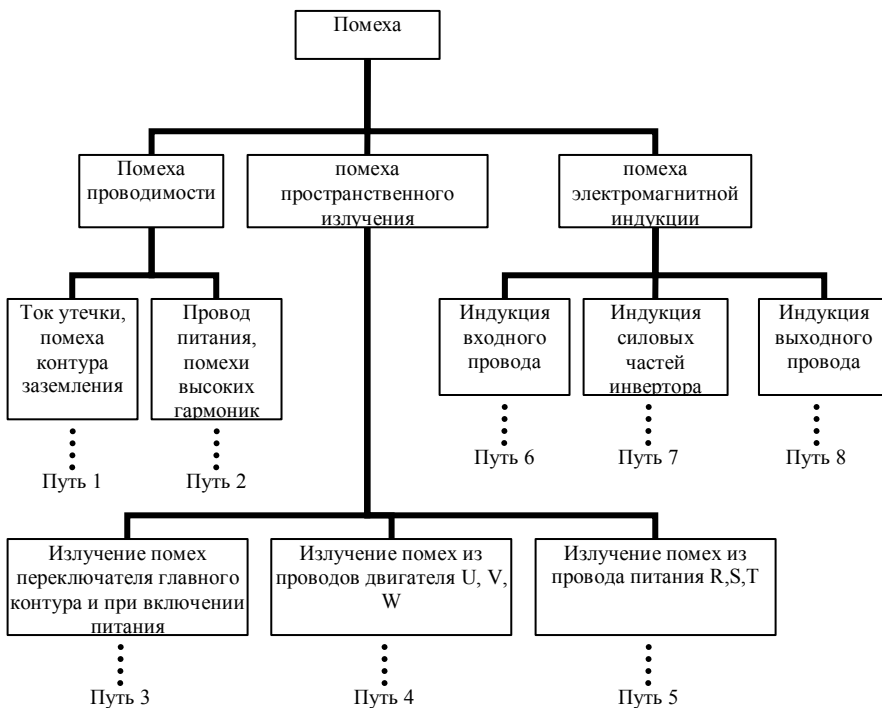 Помеха
Помеха
проводимости
помеха
пространственного
излучения
помеха
электромагнитной
индукции
Ток утечки,
помеха
контура
заземления
Провод
питания,
помехи
высоких
гармоник
Индукция
входного
провода
Индукция
силовых
частей
инвертора
Индукция
выходного
провода
Путь 1
Путь 2
Путь 6
Путь 7
Путь 8
Излучение помех
переключателя главного
контура и при включении
питания
Излучение помех из
проводов двигателя U, V,
W
Излучение помех из
провода питания R,S,T
Путь 3
Путь 4
Путь 5